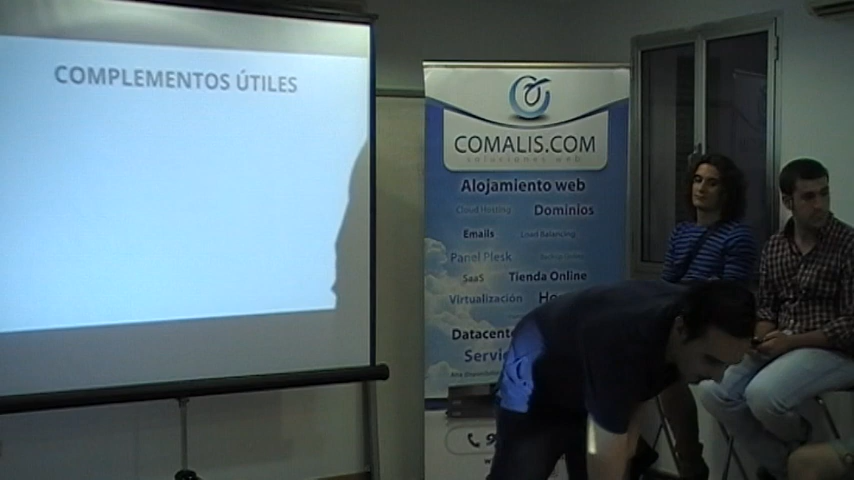 COMPLEMENTOS ÚTILES
COMALIS.COM
soluciones web
Alojamiento web
Cloud Hosting Dominios
Emails Load Balancing
Panel Plesk
SaaS Tienda Online
Virtualización